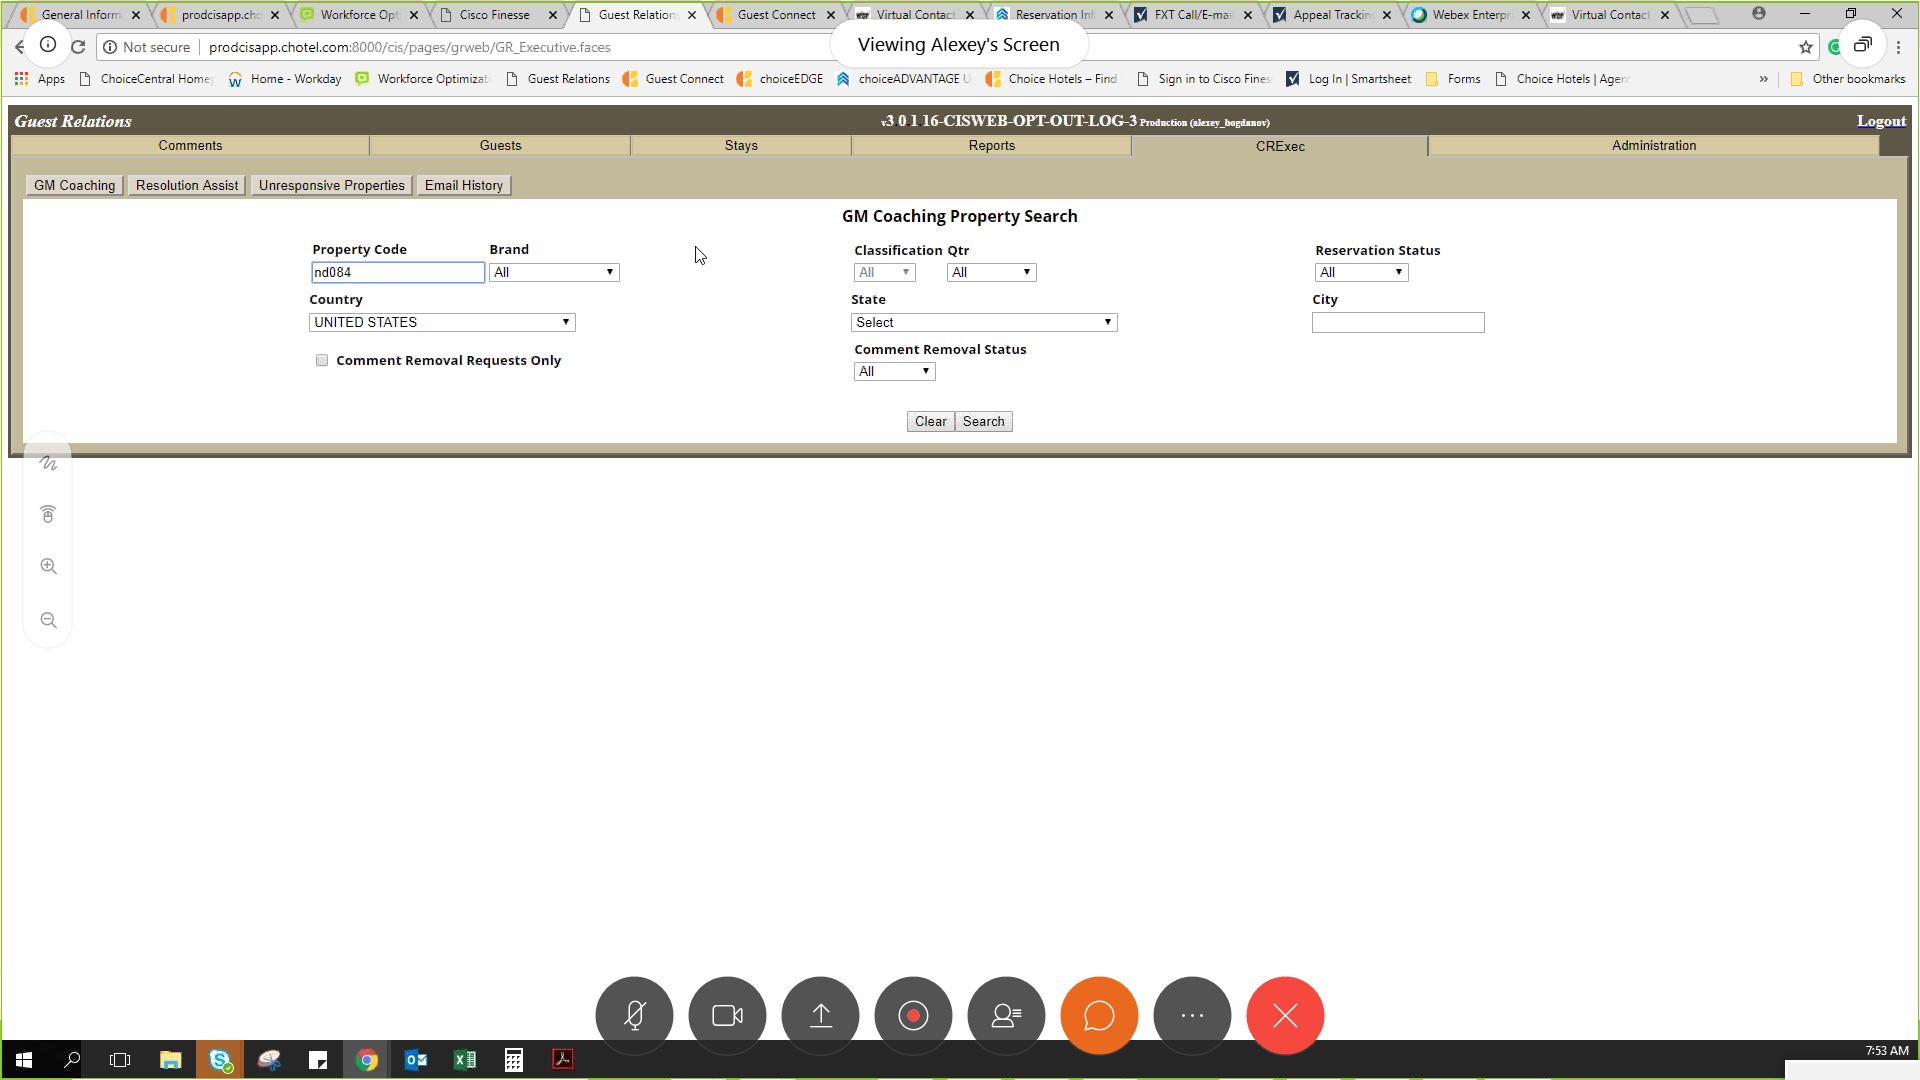 General Inform
prodcisapp.cho
Workforce Opt
Cisco Finesse
Guest Relation
Guest Connect
Virtual Contact
Reservation Inf
FXT Call/E-mai
Appeal Trackin
Webex Enterpr
Virtual Contact
Not secure
prodcisapp.chotel.com:8000/cis/pages/grweb/GR_Executive.faces
Viewing Alexey's Screen
Apps
ChoiceCentral Home
Home - Workday
Workforce Optimizat
Guest Relations
Guest Connect
choiceEDGE
choiceADVANTAGE U
Choice Hotels – Find
Sign in to Cisco Fines
Log In | Smartsheet
Forms
Choice Hotels | Agen
»
Other bookmarks
Guest Relations
v3 0 1 16-CISWEB-OPT-OUT-LOG-3 Production (alexey_bogdanov)
Logout
Comments
Guests
Stays
Reports
CRExec
Administration
GM Coaching
Resolution Assist
Unresponsive Properties
Email History
GM Coaching Property Search
Property Code
Brand
Classification Qtr
Reservation Status
nd084
All
All
All
All
Country
State
City
UNITED STATES
Select
Comment Removal Requests Only
Comment Removal Status
All
Clear
Search
7:53 AM